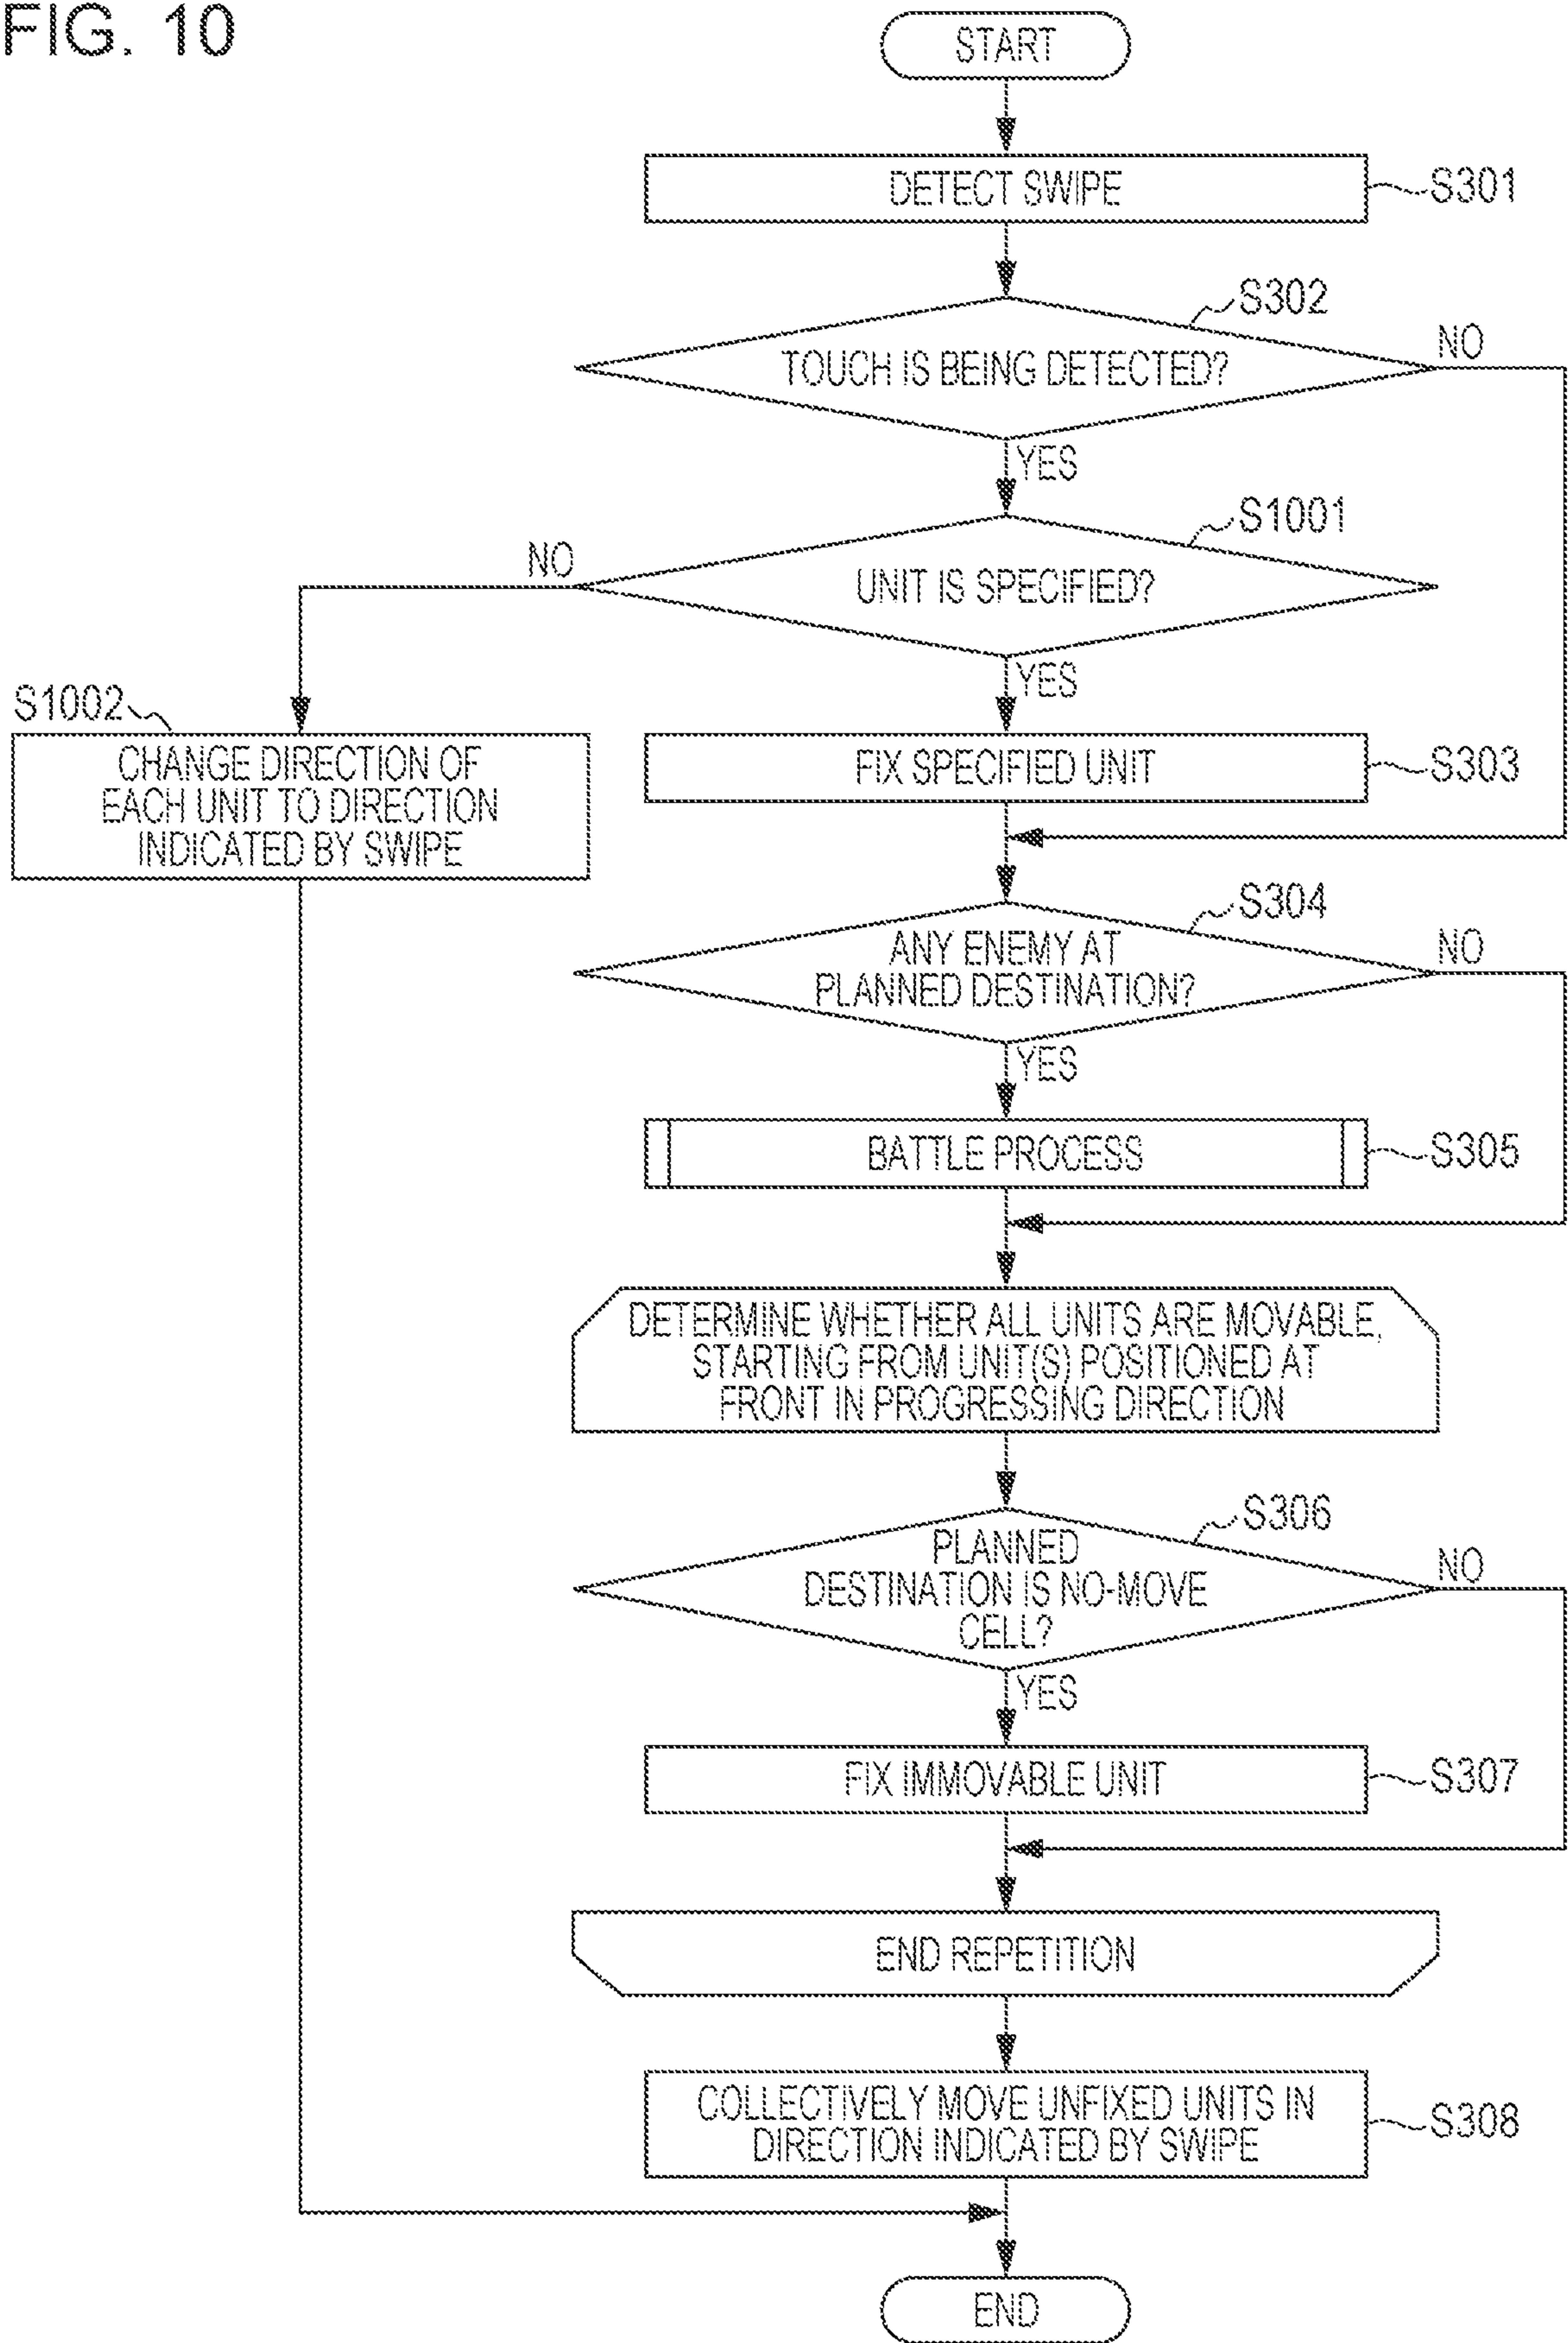 FIG. 10
START
DETECT SWIPE
S301
S302
TOUCH IS BEING DETECTED?
NO
YES
S1001
UNIT IS SPECIFIED?
NO
YES
S1002
CHANGE DIRECTION OF
EACH UNIT TO DIRECTION
INDICATED BY SWIPE
FIX SPECIFIED UNIT
S303
S304
ANY ENEMY AT
PLANNED DESTINATION?
NO
YES
BATTLE PROCESS
S305
DETERMINE WHETHER ALL UNITS ARE MOVABLE,
STARTING FROM UNIT(S) POSITIONED AT
FRONT IN PROGRESSING DIRECTION
S306
PLANNED
DESTINATION IS NO-MOVE
CELL?
NO
YES
FIX IMMOVABLE UNIT
S307
END REPETITION
COLLECTIVELY MOVE UNFIXED UNITS IN
DIRECTION INDICATED BY SWIPE
S308
END